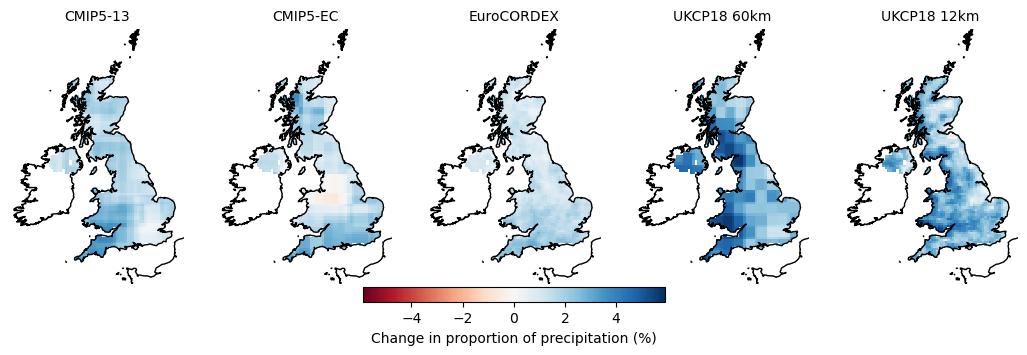 CMIP5-13 CMIP5-EC EuroCORDEX UKCP18 60km UKCP18 12km
−4 −2 0 2 4
Change in proportion of precipitation (%)